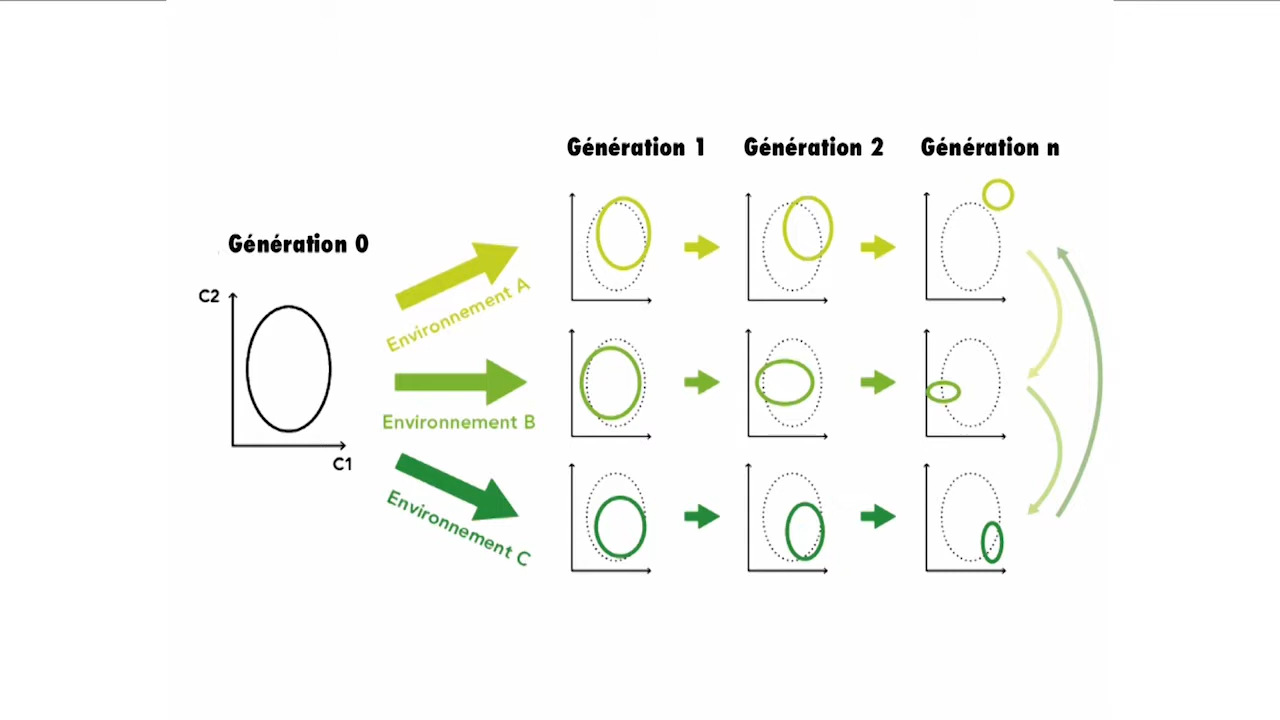 Génération 1
Génération 2
Génération n
Génération 0
C2
C1
Environnement A
Environnement B
Environnement C